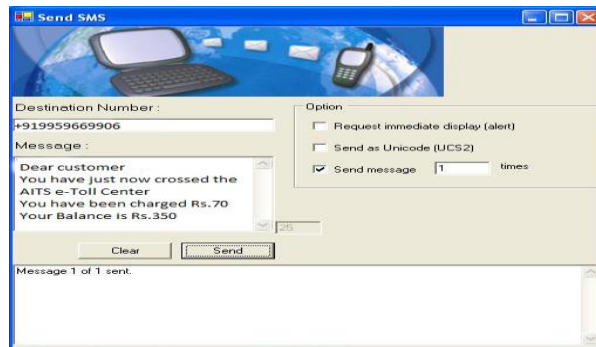 Send SMS
Destination Number :
+919959669906
Message :
Dear customer
You have just now crossed the
AITS e-Toll Center
You have been charged Rs.70
Your Balance is Rs.350
25
Clear
Send
Option
Request immediate display (alert)
Send as Unicode (UCS2)
Send message 1 times
Message 1 of 1 sent.